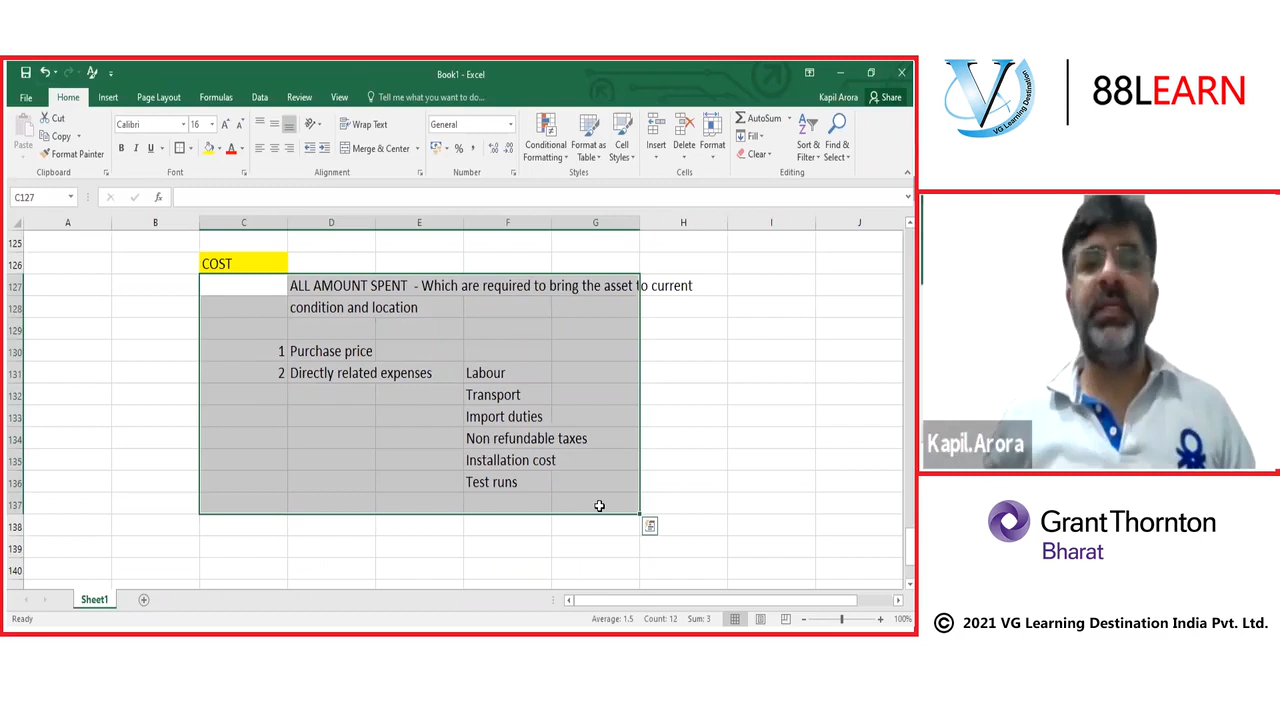 Book1 - Excel
File Home Insert Page Layout Formulas Data Review View Tell me what you want to do... Kapil Arora Share
Paste
Cut
Copy
Format Painter
Clipboard
Calibri 16
B I U
Font
Wrap Text
Merge & Center
Alignment
General
Number
Conditional Formatting
Format as Table
Cell Styles
Styles
Insert Delete Format
Cells
AutoSum
Fill
Clear
Sort & Filter
Find & Select
Editing
C127 fx
A B C D E F G H I J
125
126 COST
127 ALL AMOUNT SPENT - Which are required to bring the asset to current
128 condition and location
129
130 1 Purchase price
131 2 Directly related expenses Labour
132 Transport
133 Import duties
134 Non refundable taxes
135 Installation cost
136 Test runs
137
138
139
140
Sheet1
Ready Average: 1.5 Count: 12 Sum: 3 100%
V
VG Learning Destination
88LEARN
Kapil.Arora
Grant Thornton
Bharat
© 2021 VG Learning Destination India Pvt. Ltd.